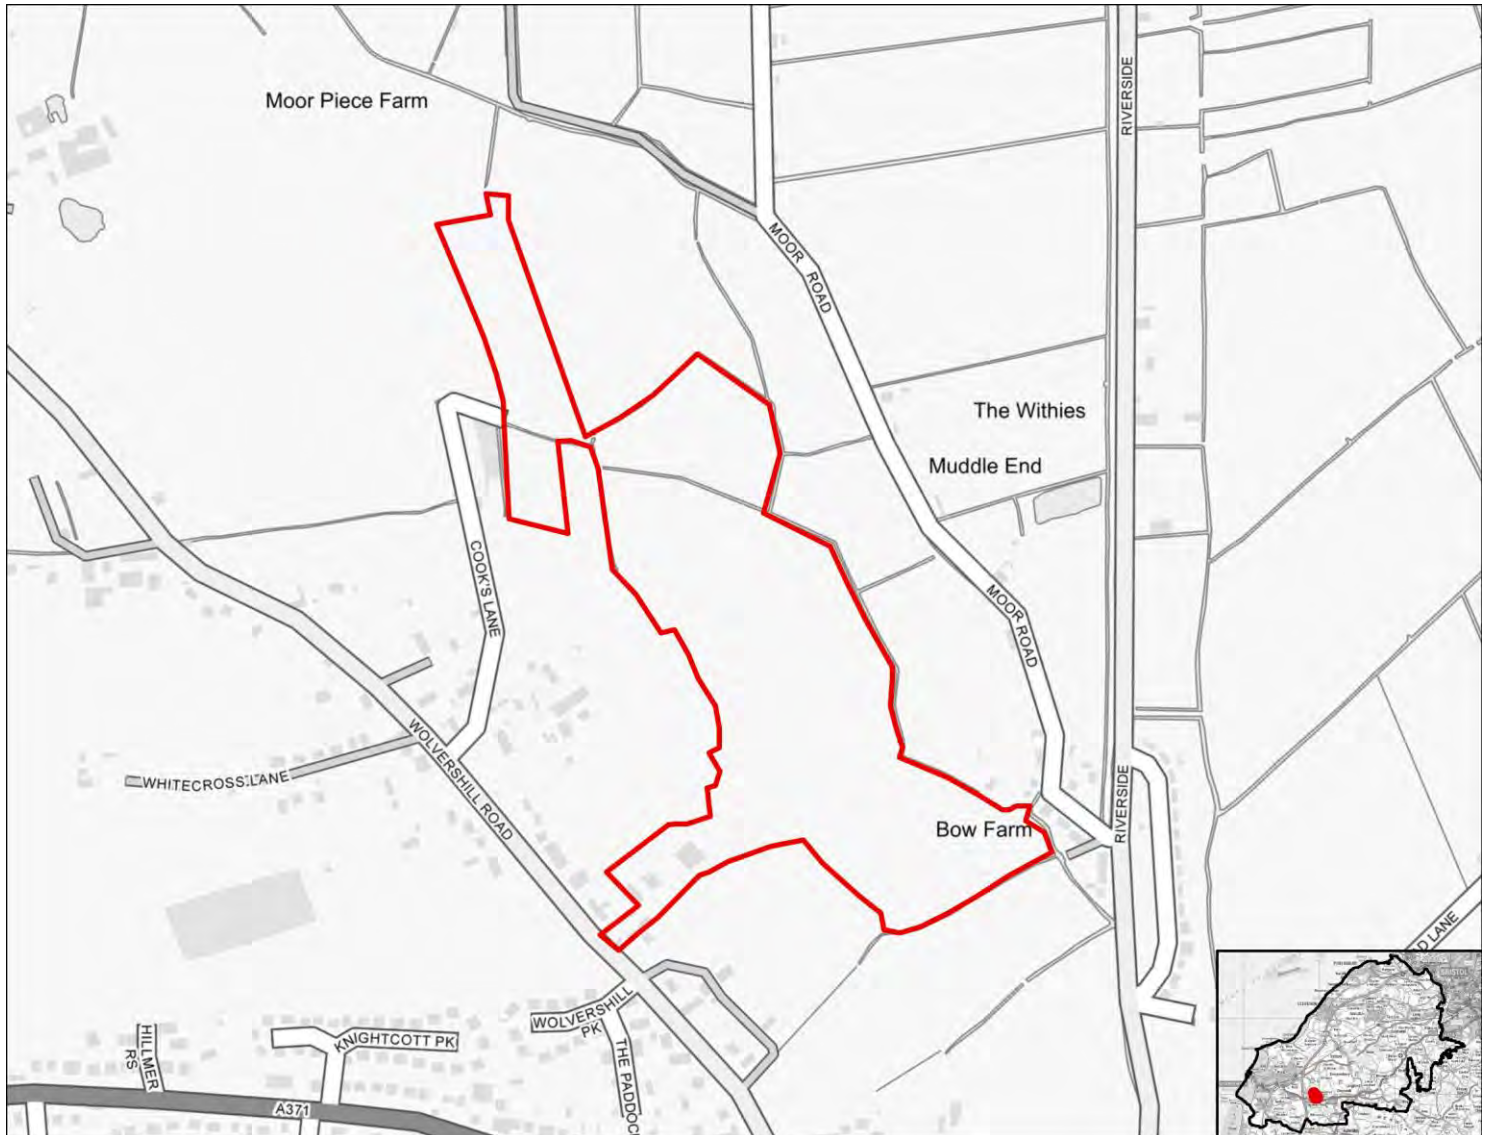 RIVERSIDE
Moor Piece Farm
MOOR ROAD
The Withies
Muddle End
COOK'S LANE
MOOR ROAD
WOLVERSHILL ROAD
WHITECROSS LANE
RIVERSIDE
Bow Farm
AD LANE
BRISTOL
WOLVERSHILL
PK
HILLMER
RS
KNIGHTCOTT PK
THE PADDOC
A371